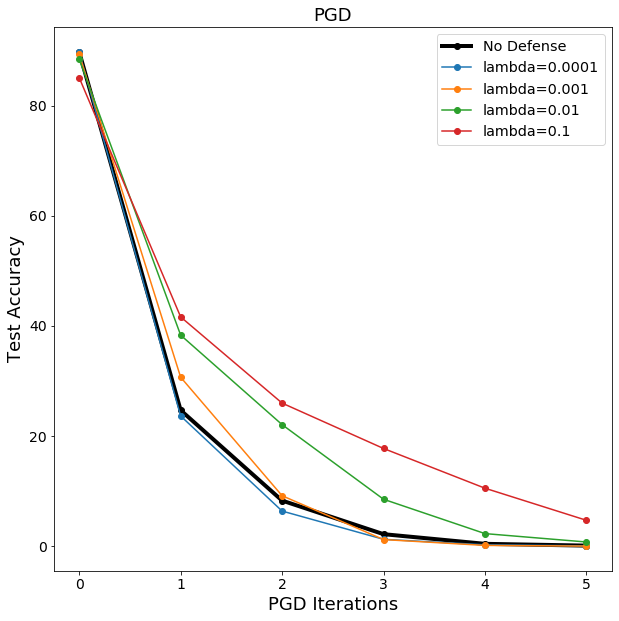 PGD
No Defense
lambda=0.0001
lambda=0.001
lambda=0.01
lambda=0.1
Test Accuracy
80
60
40
20
0
0 1 2 3 4 5
PGD Iterations